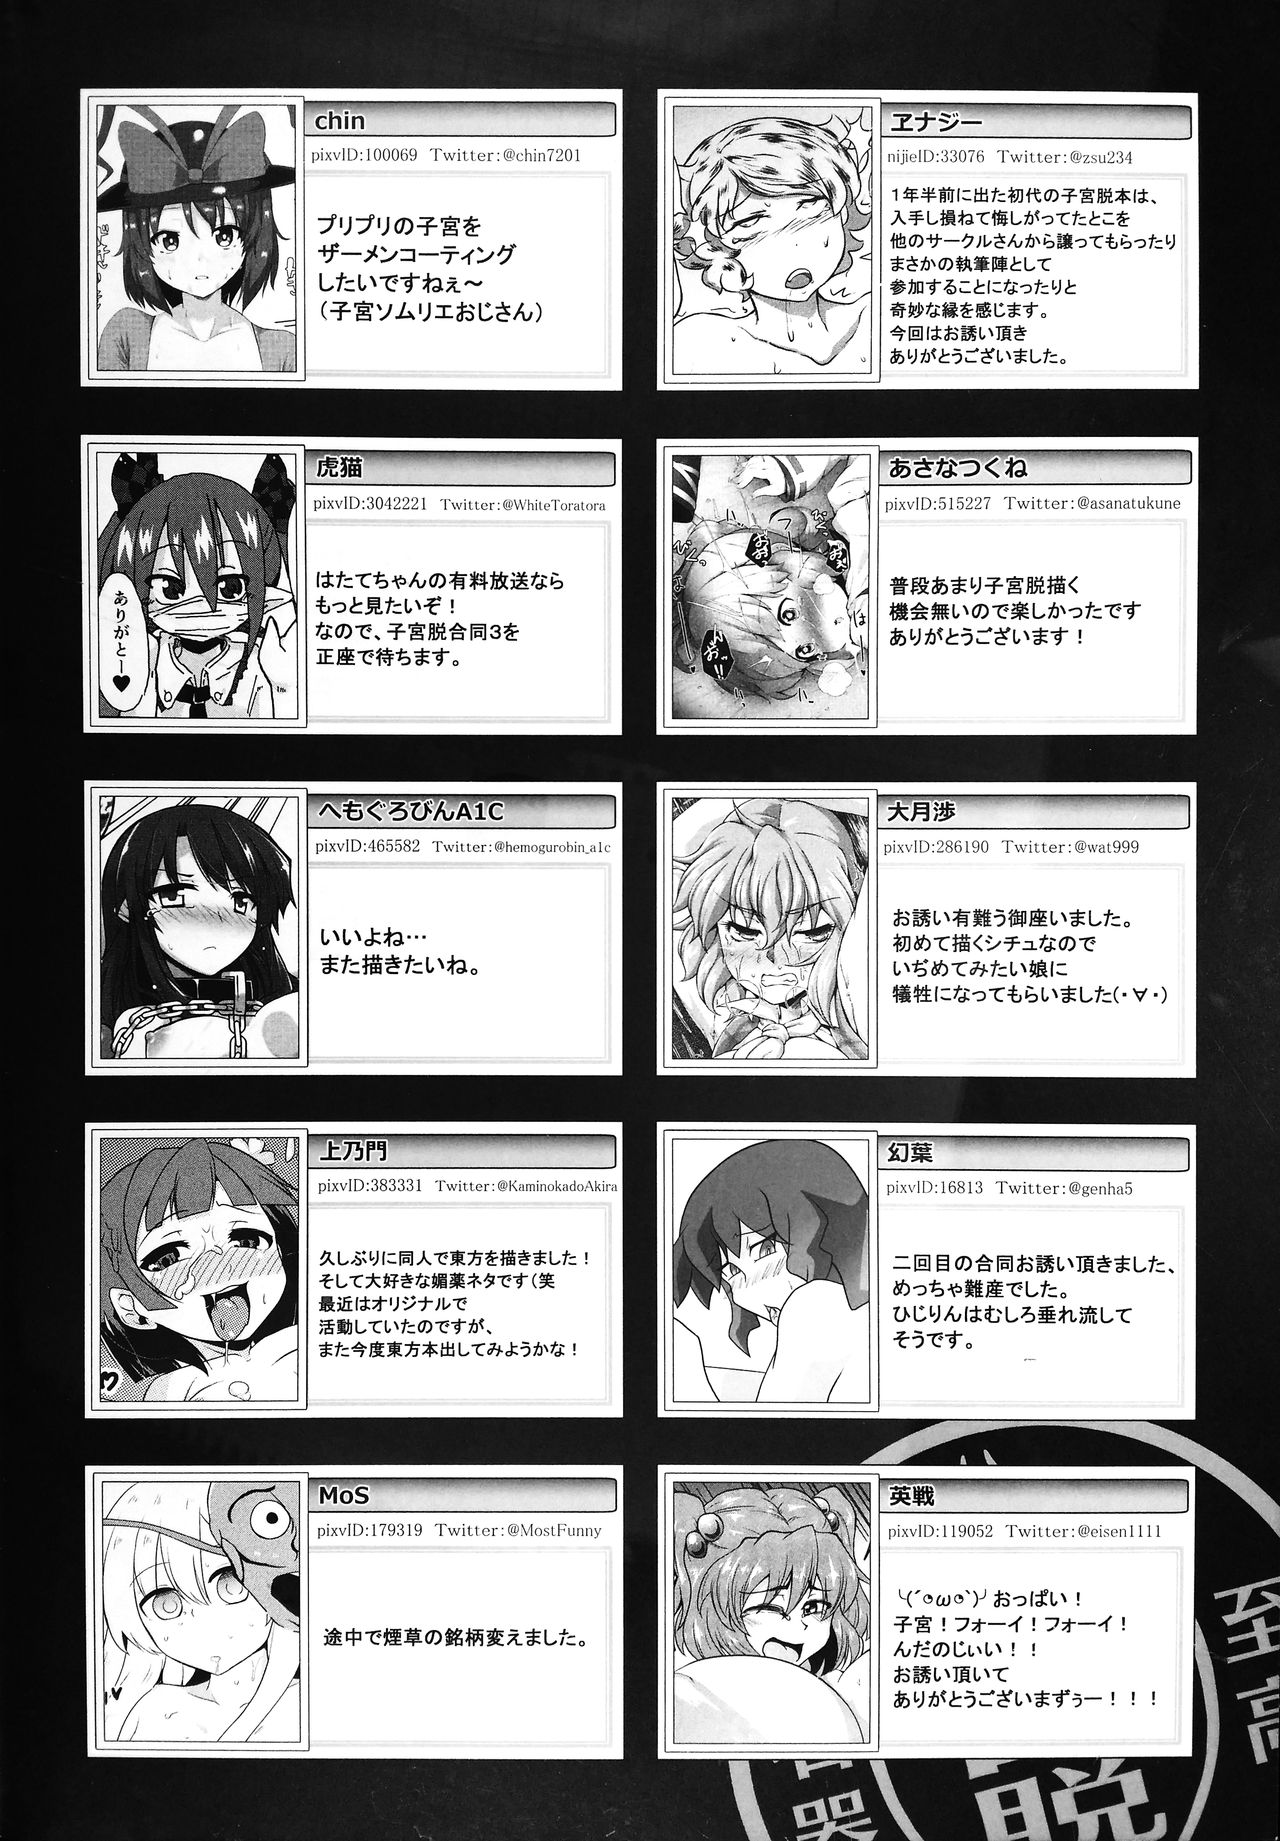 chin
pixvID:100069 Twitter:@chin7201
プリプリの子宮を
ザーメンコーティング
したいですねぇ～
（子宮ソムリエおじさん）
ヱナジー
nijieID:33076 Twitter:@zsu234
１年半前に出た初代の子宮脱本は、
入手し損ねて悔しがってたとこを
他のサークルさんから譲ってもらったり
まさかの執筆陣として
参加することになったりと
奇妙な縁を感じます。
今回はお誘い頂き
ありがとうございました。
虎猫
pixvID:3042221 Twitter:@WhiteToratora
はたてちゃんの有料放送なら
もっと見たいぞ！
なので、子宮脱合同３を
正座で待ちます。
ありがとー♥
あさなつくね
pixvID:515227 Twitter:@asanatukune
普段あまり子宮脱描く
機会無いので楽しかったです
ありがとうございます！
へもぐろびんA1C
pixvID:465582 Twitter:@hemogurobin_a1c
いいよね…
また描きたいね。
大月渉
pixvID:286190 Twitter:@wat999
お誘い有難う御座いました。
初めて描くシチュなので
いぢめてみたい娘に
犠牲になってもらいました(・∀・)
上乃門
pixvID:383331 Twitter:@KaminokadoAkira
久しぶりに同人で東方を描きました！
そして大好きな媚薬ネタです（笑
最近はオリジナルで
活動していたのですが、
また今度東方本出してみようかな！
幻葉
pixvID:16813 Twitter:@genha5
二回目の合同お誘い頂きました、
めっちゃ難産でした。
ひじりんはむしろ垂れ流して
そうです。
MoS
pixvID:179319 Twitter:@MostFunny
途中で煙草の銘柄変えました。
英戦
pixvID:119052 Twitter:@eisen1111
╰(´◔ω◔`)╯おっぱい！
子宮！フォーイ！フォーイ！
んだのじぃい！！
お誘い頂いて
ありがとうございまずぅー！！！
至高
脱
器